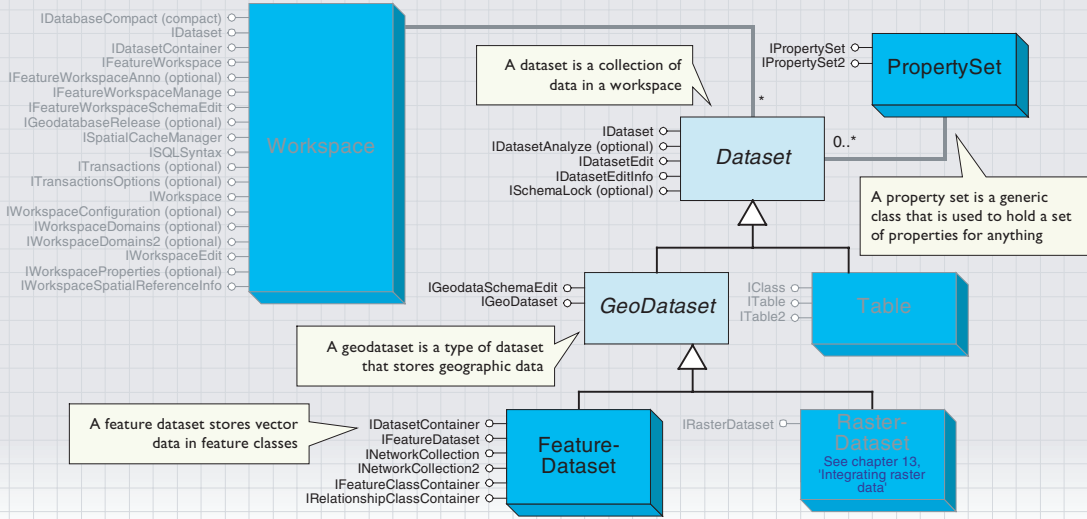 IDatabaseCompact (compact)
IDataset
IDatasetContainer
IFeatureWorkspace
IFeatureWorkspaceAnno (optional)
IFeatureWorkspaceManage
IFeatureWorkspaceSchemaEdit
IGeodatabaseRelease (optional)
ISpatialCacheManager
ISQLSyntax
ITransactions (optional)
ITransactionsOptions (optional)
IWorkspace
IWorkspaceConfiguration (optional)
IWorkspaceDomains (optional)
IWorkspaceDomains2 (optional)
IWorkspaceEdit
IWorkspaceProperties (optional)
IWorkspaceSpatialReferenceInfo
Workspace
A dataset is a collection of
data in a workspace
*
IPropertySet
IPropertySet2
PropertySet
IDataset
IDatasetAnalyze (optional)
IDatasetEdit
IDatasetEditInfo
ISchemaLock (optional)
Dataset
0..*
A property set is a generic
class that is used to hold a set
of properties for anything
IGeodataSchemaEdit
IGeoDataset
GeoDataset
IClass
ITable
ITable2
Table
A geodataset is a type of dataset
that stores geographic data
A feature dataset stores vector
data in feature classes
IDatasetContainer
IFeatureDataset
INetworkCollection
INetworkCollection2
IFeatureClassContainer
IRelationshipClassContainer
Feature-
Dataset
IRasterDataset
Raster-
Dataset
See chapter 13,
'Integrating raster
data'